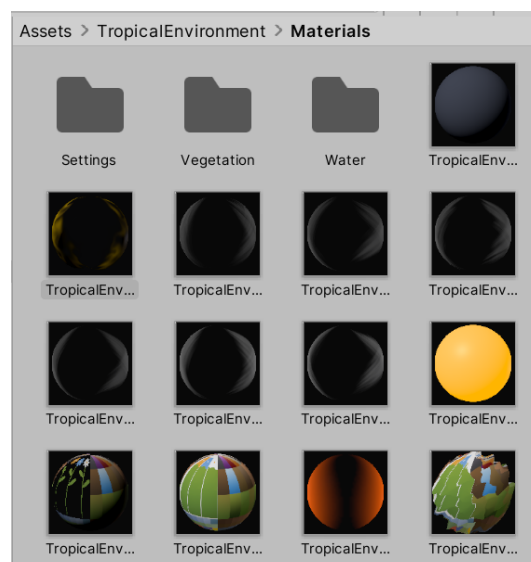 Assets > TropicalEnvironment > Materials
Settings Vegetation Water TropicalEnv...
TropicalEnv... TropicalEnv... TropicalEnv... TropicalEnv...
TropicalEnv... TropicalEnv... TropicalEnv... TropicalEnv...
TropicalEnv... TropicalEnv... TropicalEnv... TropicalEnv...